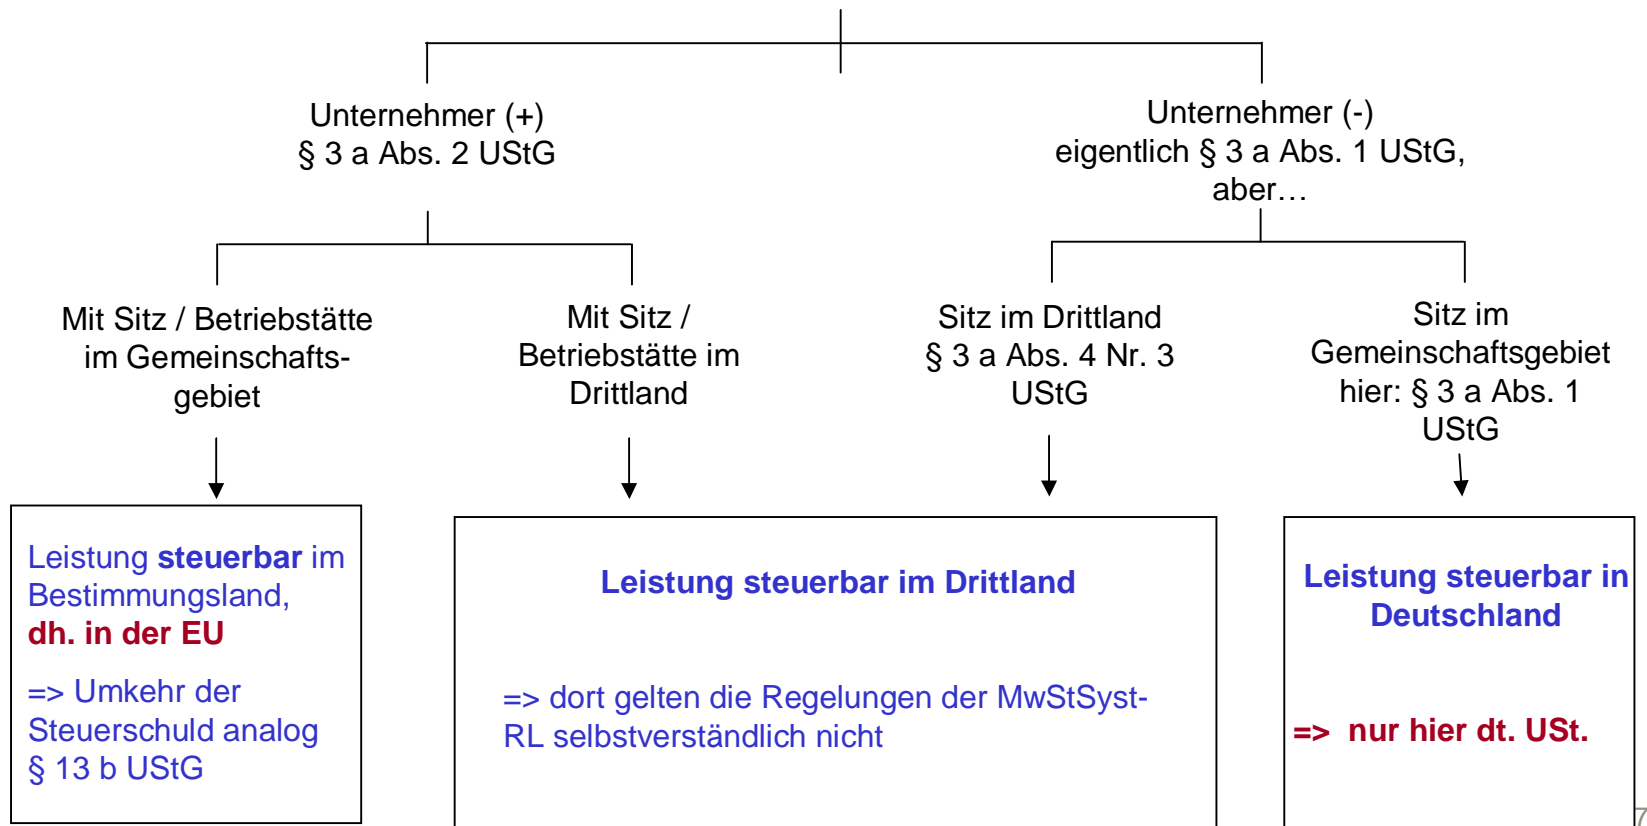 Unternehmer (+)
§ 3 a Abs. 2 UStG
Unternehmer (-)
eigentlich § 3 a Abs. 1 UStG,
aber…
Mit Sitz / Betriebstätte
im Gemeinschafts-
gebiet
Mit Sitz /
Betriebstätte im
Drittland
Sitz im Drittland
§ 3 a Abs. 4 Nr. 3
UStG
Sitz im
Gemeinschaftsgebiet
hier: § 3 a Abs. 1
UStG
Leistung steuerbar im
Bestimmungsland,
dh. in der EU
=> Umkehr der
Steuerschuld analog
§ 13 b UStG
Leistung steuerbar im Drittland
=> dort gelten die Regelungen der MwStSyst-
RL selbstverständlich nicht
Leistung steuerbar in
Deutschland
=> nur hier dt. USt.
7